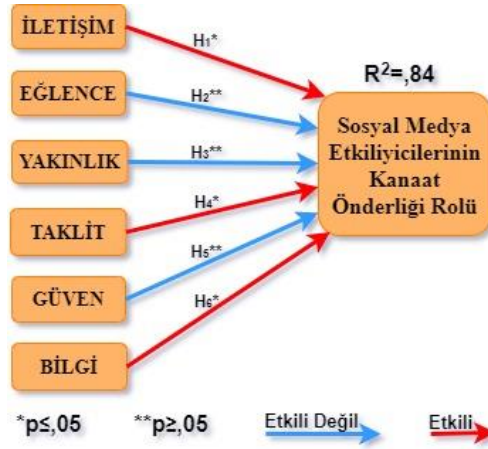 İLETİŞİM
H1*
R²=,84
EĞLENCE
H2**
Sosyal Medya
Etkiliyicilerinin
Kanaat
Önderliği Rolü
YAKINLIK
H3**
TAKLİT
H4*
GÜVEN
H5**
BİLGİ
H6*
*p≤,05
**p≥,05
Etkili Değil
Etkili